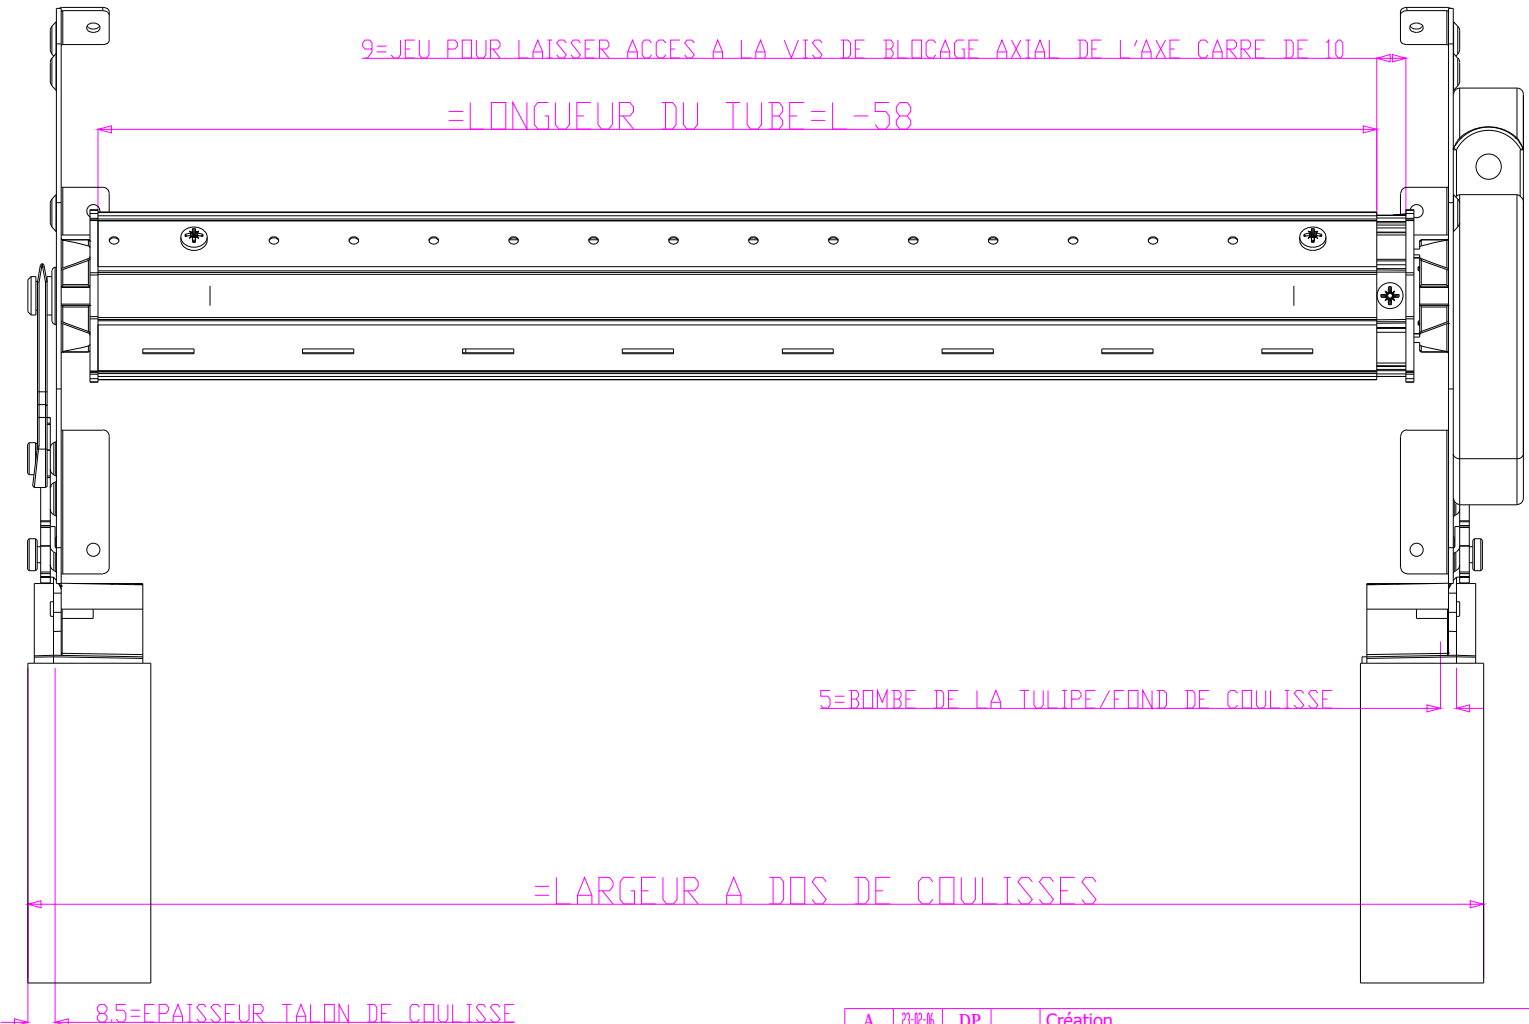 9=JEU POUR LAISSER ACCES A LA VIS DE BLOCAGE AXIAL DE L'AXE CARRE DE 10
=LONGUEUR DU TUBE=L-58
5=BOMBE DE LA TULIPE/FOND DE COULISSE
=LARGEUR A DOS DE COULISSES
8.5=EPAISSEUR TALON DE COULISSE
A 23-02-06 DP Création